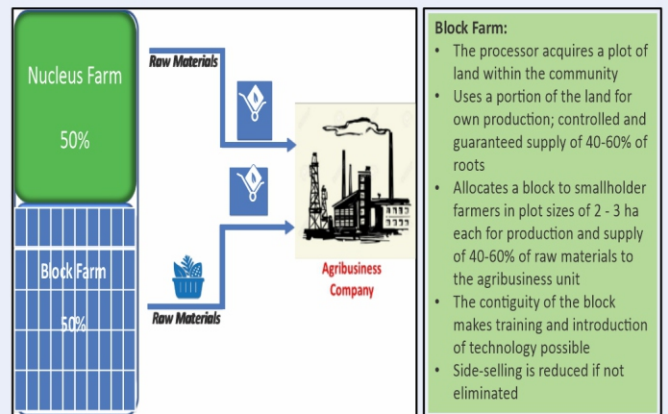 Nucleus Farm
50%
Raw Materials
Block Farm
50%
Raw Materials
Agribusiness
Company
Block Farm:
• The processor acquires a plot of
land within the community
• Uses a portion of the land for
own production; controlled and
guaranteed supply of 40-60% of
roots
• Allocates a block to smallholder
farmers in plot sizes of 2 - 3 ha
each for production and supply
of 40-60% of raw materials to
the agribusiness unit
• The contiguity of the block
makes training and introduction
of technology possible
• Side-selling is reduced if not
eliminated